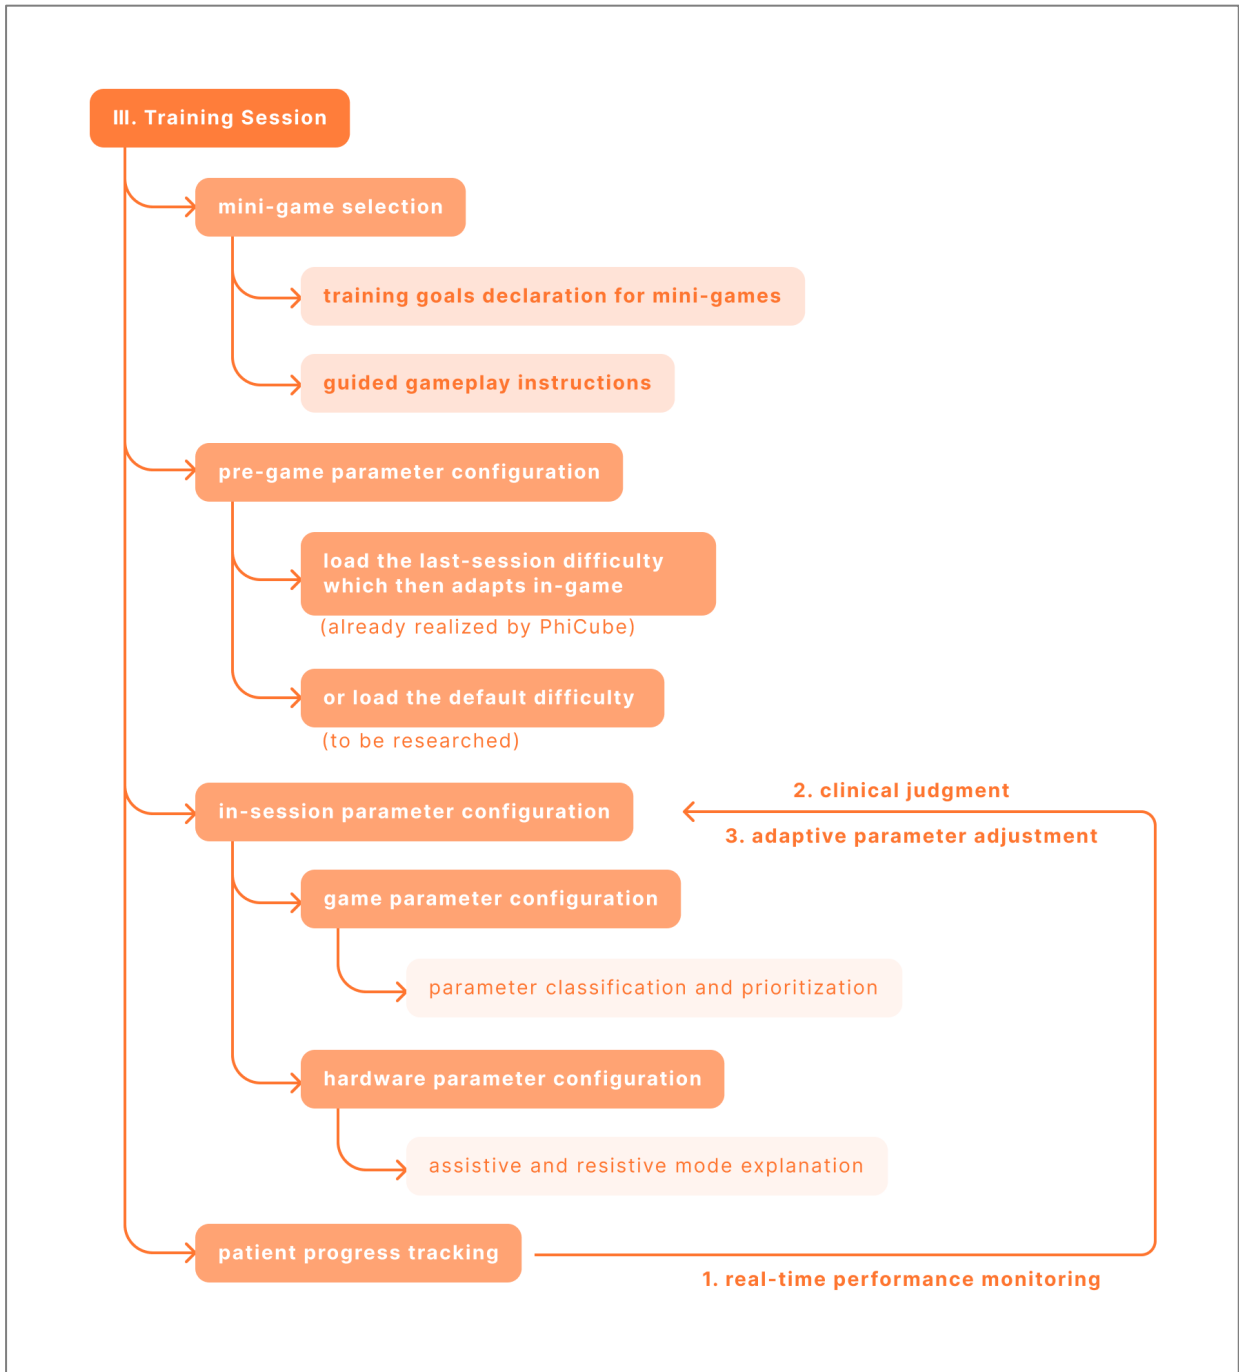 III. Training Session
mini-game selection
training goals declaration for mini-games
guided gameplay instructions
pre-game parameter configuration
load the last-session difficulty
which then adapts in-game
(already realized by PhiCube)
or load the default difficulty
(to be researched)
in-session parameter configuration
2. clinical judgment
3. adaptive parameter adjustment
game parameter configuration
parameter classification and prioritization
hardware parameter configuration
assistive and resistive mode explanation
patient progress tracking
1. real-time performance monitoring